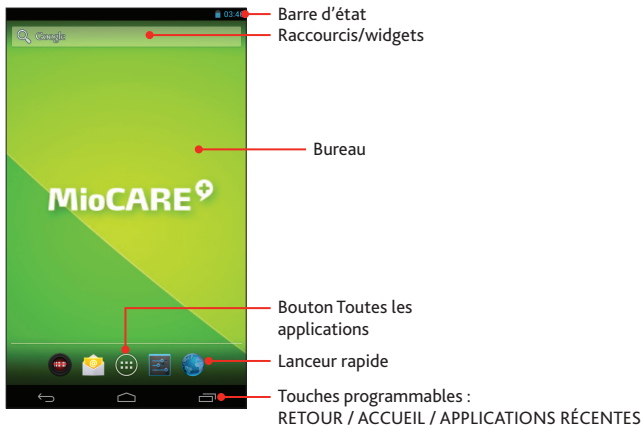 03:46
Barre d'état
Google
Raccourcis/widgets
Bureau
MioCARE+
Bouton Toutes les
applications
Lanceur rapide
Touches programmables :
RETOUR / ACCUEIL / APPLICATIONS RÉCENTES